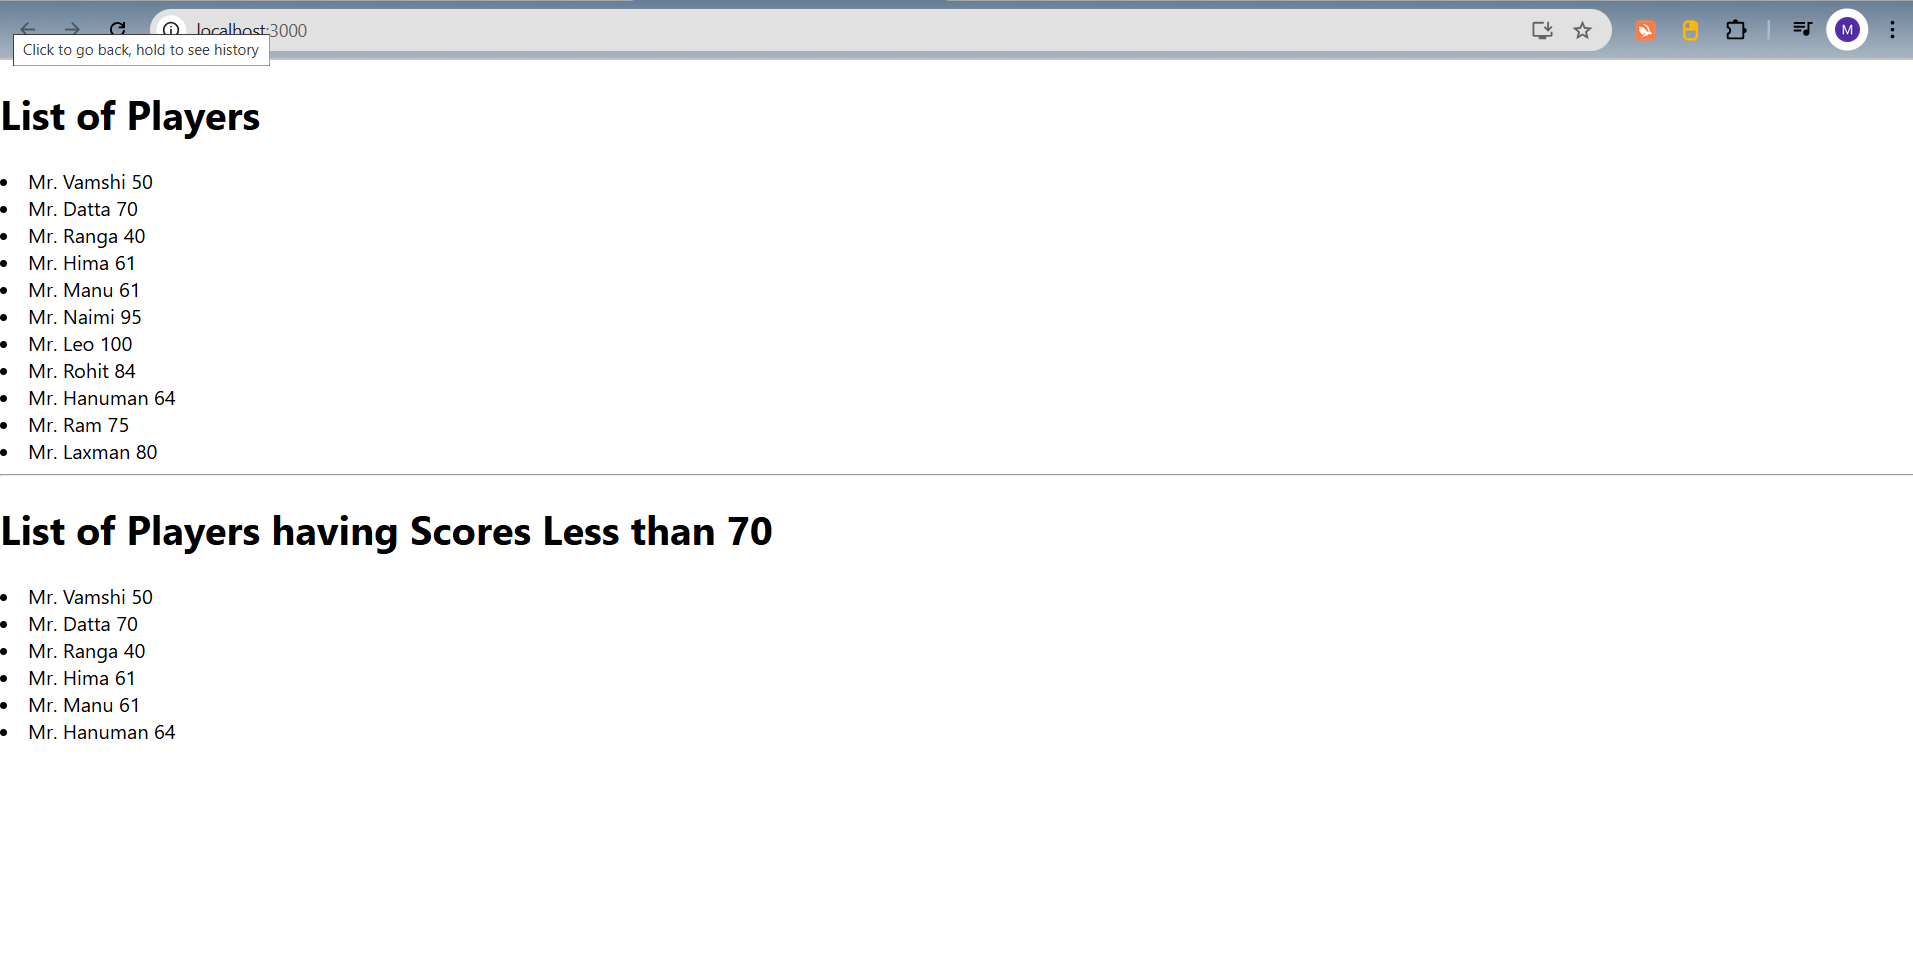 localhost:3000
Click to go back, hold to see history
M
List of Players
Mr. Vamshi 50
Mr. Datta 70
Mr. Ranga 40
Mr. Hima 61
Mr. Manu 61
Mr. Naimi 95
Mr. Leo 100
Mr. Rohit 84
Mr. Hanuman 64
Mr. Ram 75
Mr. Laxman 80
List of Players having Scores Less than 70
Mr. Vamshi 50
Mr. Datta 70
Mr. Ranga 40
Mr. Hima 61
Mr. Manu 61
Mr. Hanuman 64